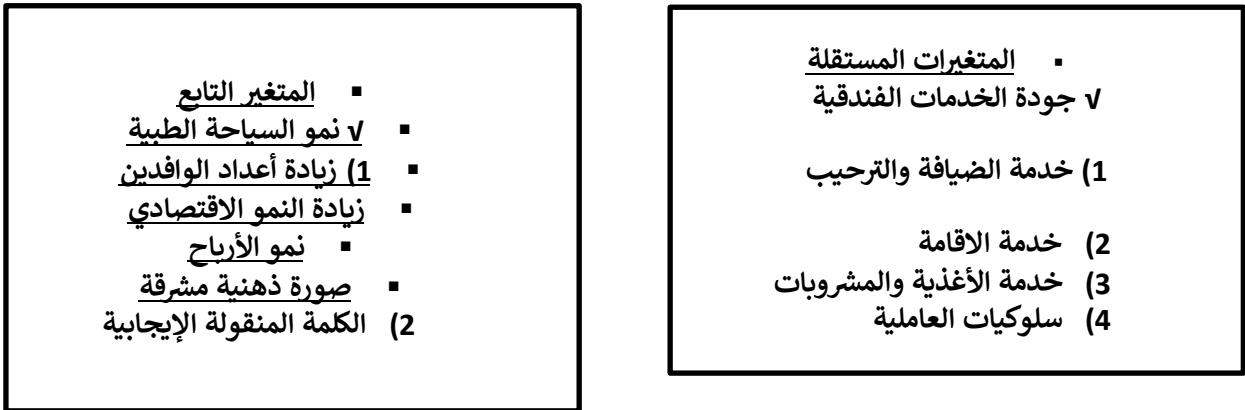 ▪ المتغيرات المستقلة
√ جودة الخدمات الفندقية
1) خدمة الضيافة والترحيب
2) خدمة الاقامة
3) خدمة الأغذية والمشروبات
4) سلوكيات العاملية
▪ المتغير التابع
▪ √ نمو السياحة الطبية
▪ 1) زيادة أعداد الوافدين
▪ زيادة النمو الاقتصادي
▪ نمو الأرباح
▪ صورة ذهنية مشرقة
2) الكلمة المنقولة الإيجابية